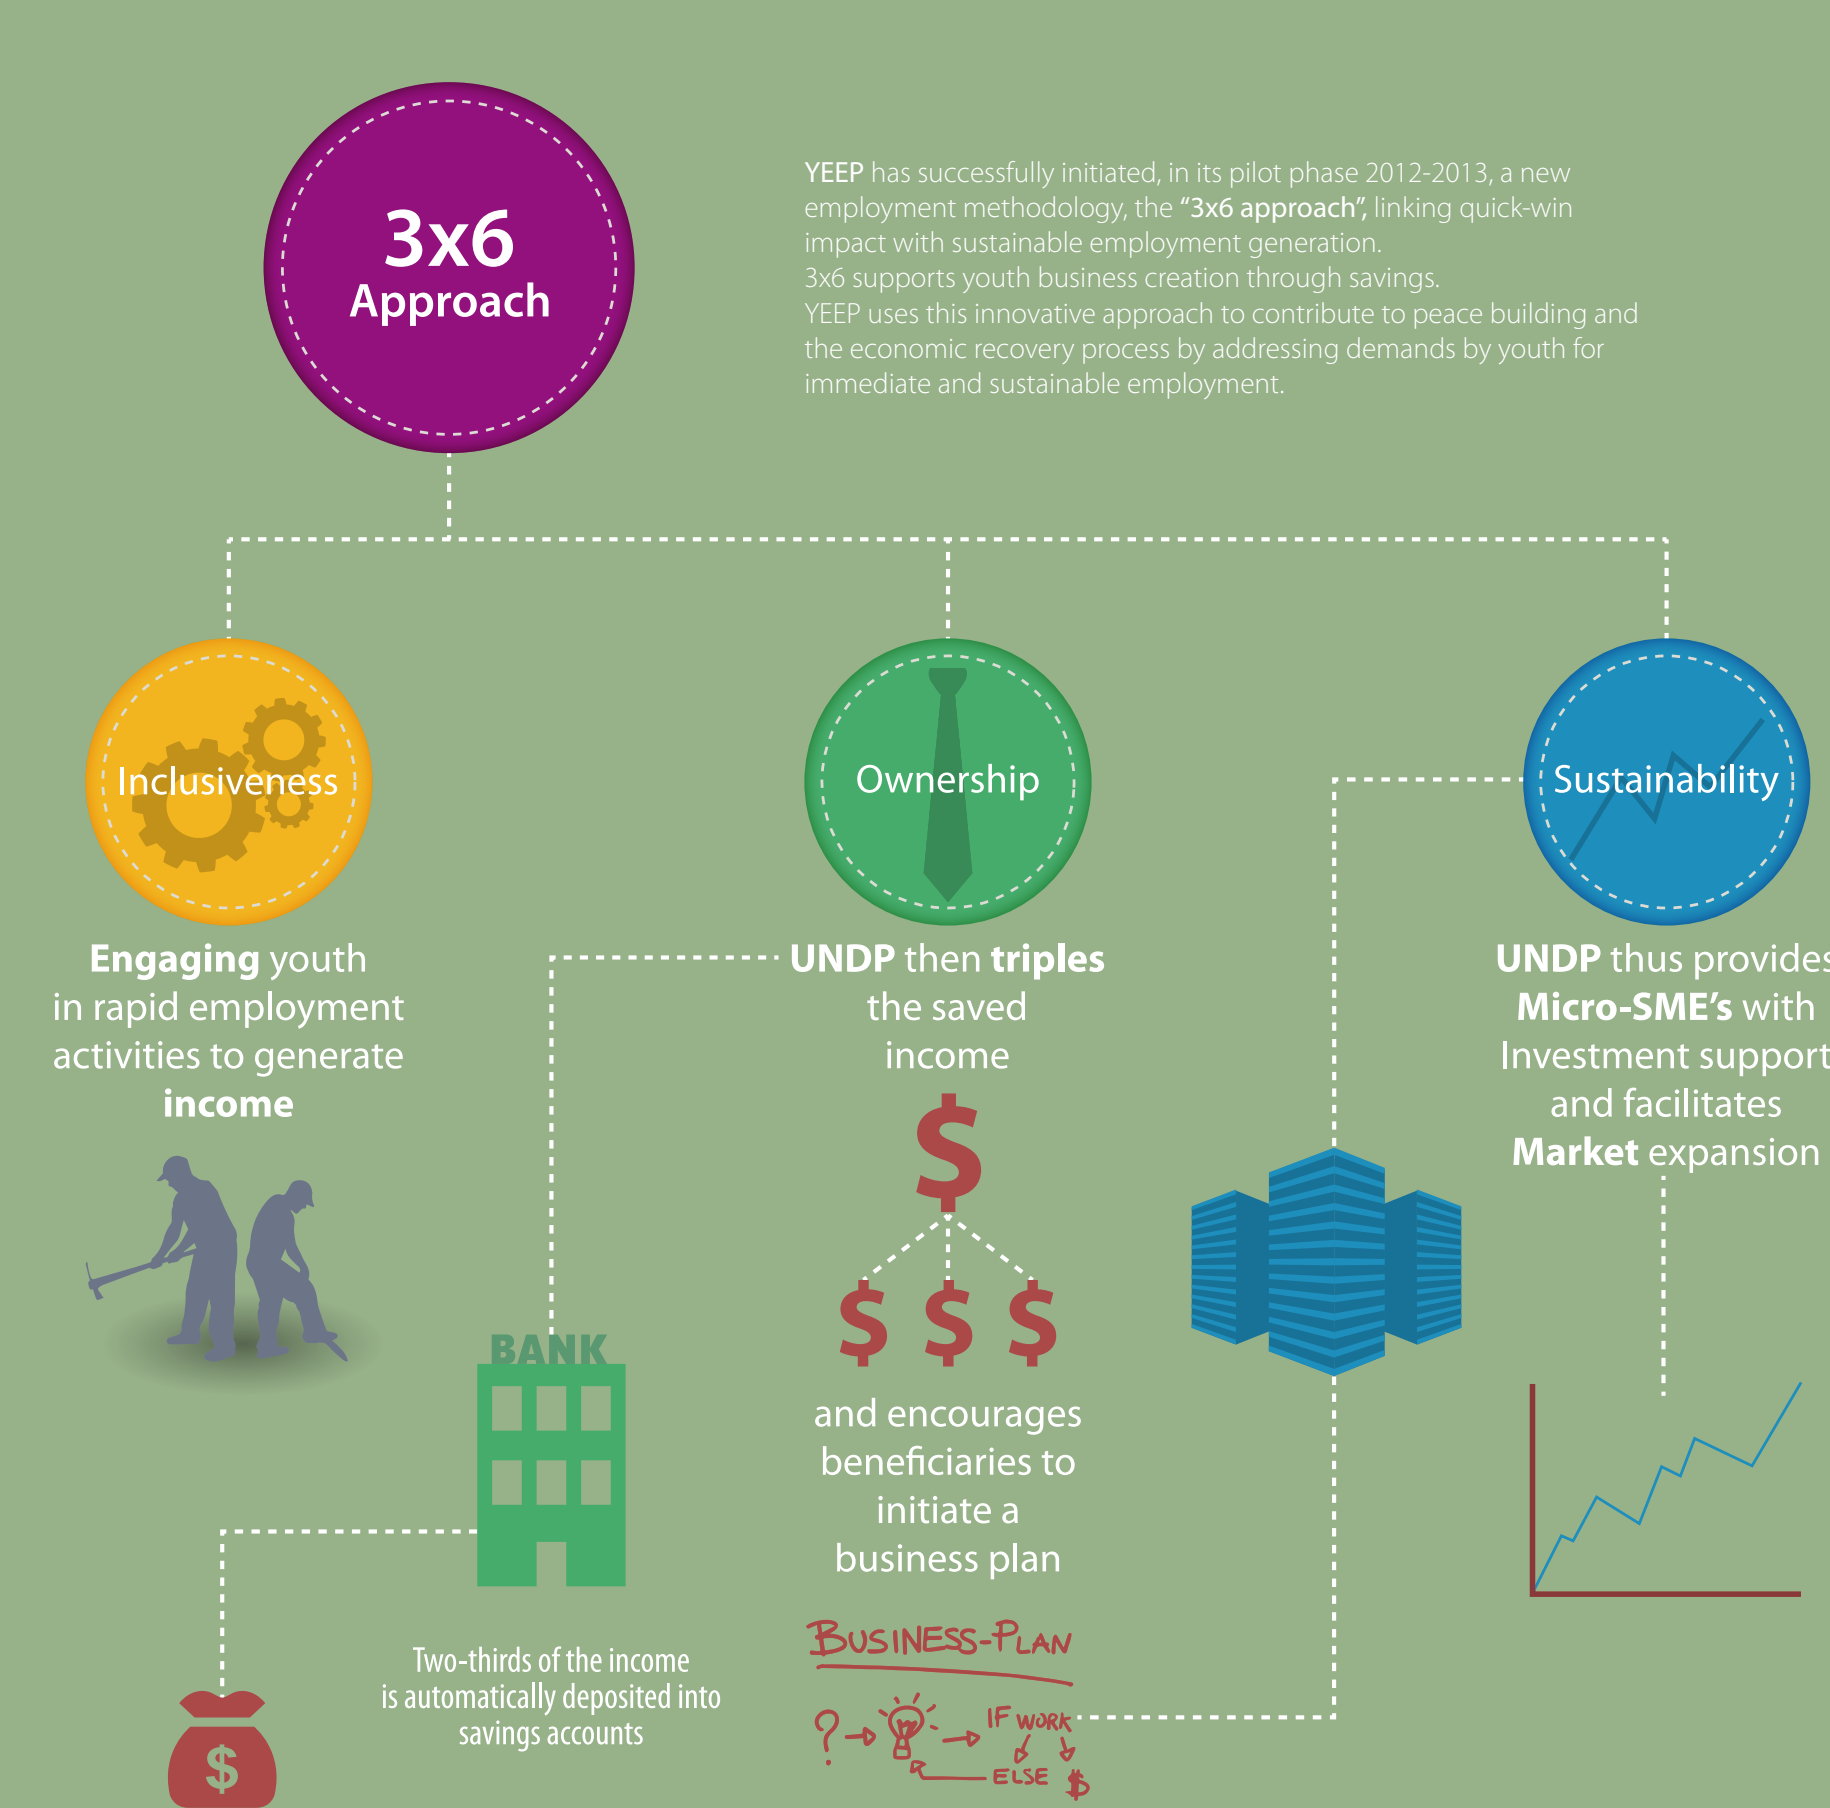 3x6
Approach
YEEP has successfully initiated, in its pilot phase 2012-2013, a new
employment methodology, the “3x6 approach”, linking quick-win
impact with sustainable employment generation.
3x6 supports youth business creation through savings.
YEEP uses this innovative approach to contribute to peace building and
the economic recovery process by addressing demands by youth for
immediate and sustainable employment.
Inclusiveness
Engaging youth
in rapid employment
activities to generate
income
$
BANK
Two-thirds of the income
is automatically deposited into
savings accounts
Ownership
UNDP then triples
the saved
income
$
$ $ $
and encourages
beneficiaries to
initiate a
business plan
BUSINESS-PLAN
? IF WORK
ELSE $
Sustainability
UNDP thus provides
Micro-SME’s with
Investment support
and facilitates
Market expansion